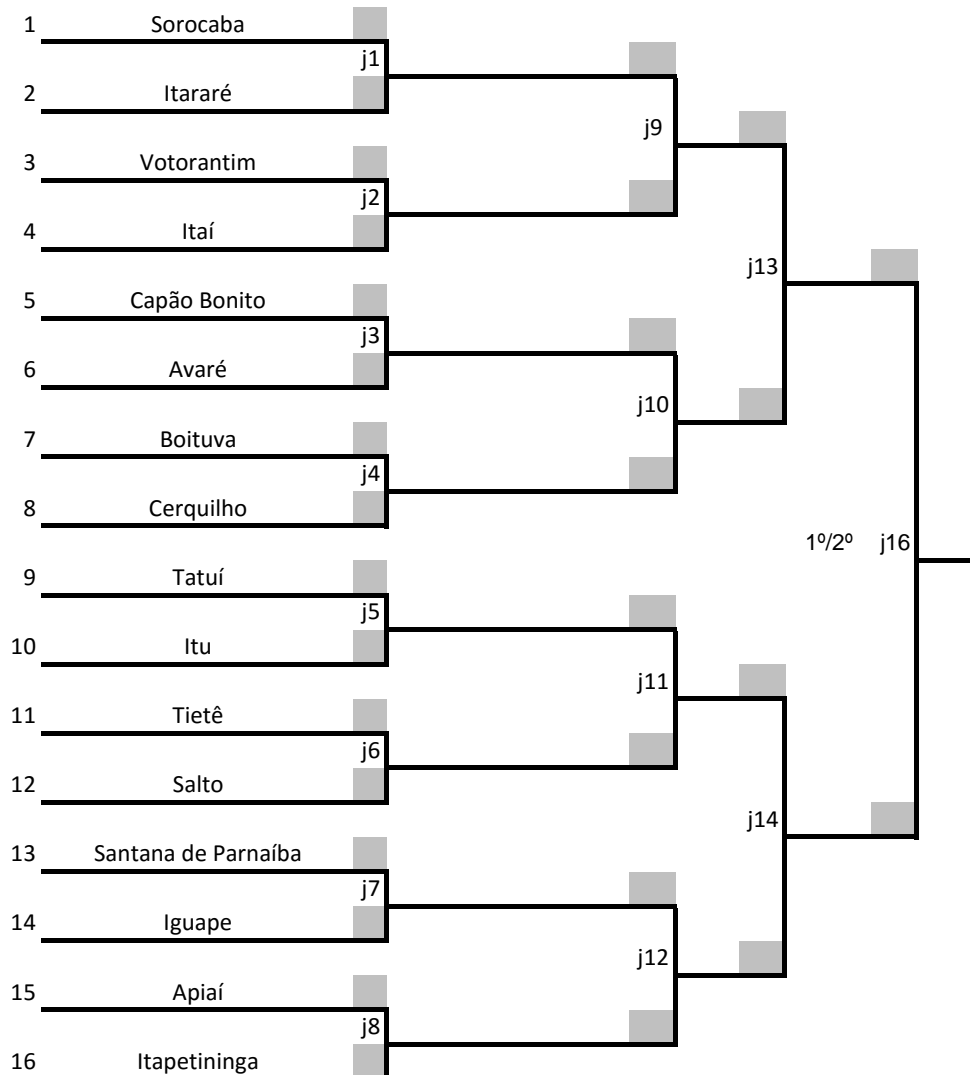 1 Sorocaba
j1
2 Itararé
j9
3 Votorantim
j2
4 Itaí
j13
5 Capão Bonito
j3
6 Avaré
j10
7 Boituva
j4
8 Cerquilho
1º/2º j16
9 Tatuí
j5
10 Itu
j11
11 Tietê
j6
12 Salto
j14
13 Santana de Parnaíba
j7
14 Iguape
j12
15 Apiaí
j8
16 Itapetininga